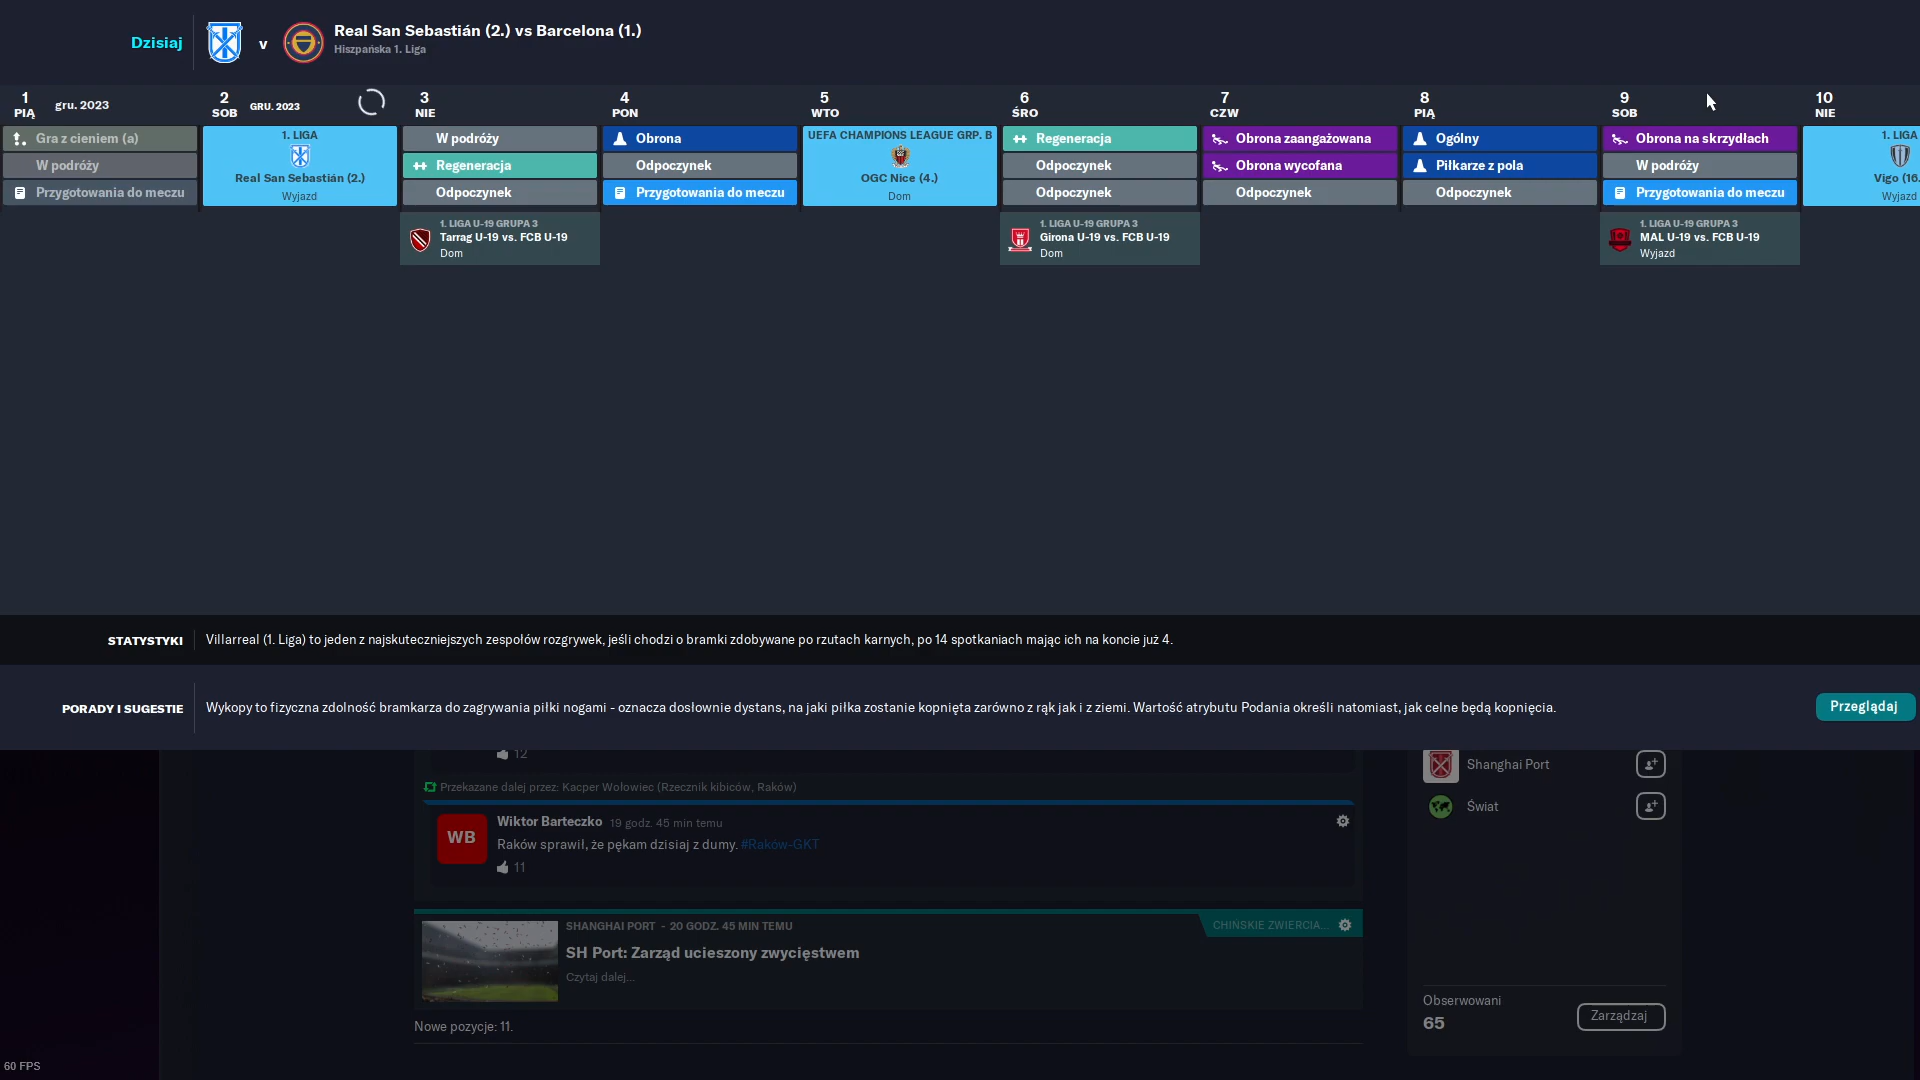 Dzisiaj
v
Real San Sebastián (2.) vs Barcelona (1.)
Hiszpańska 1. Liga
1
PIĄ
gru. 2023
2
SOB
GRU. 2023
3
NIE
4
PON
5
WTO
6
ŚRO
7
CZW
8
PIĄ
9
SOB
10
NIE
Gra z cieniem (a)
W podróży
Przygotowania do meczu
1. LIGA
Real San Sebastián (2.)
Wyjazd
W podróży
Regeneracja
Odpoczynek
1. LIGA U-19 GRUPA 3
Tarrag U-19 vs. FCB U-19
Dom
Obrona
Odpoczynek
Przygotowania do meczu
UEFA CHAMPIONS LEAGUE GRP. B
OGC Nice (4.)
Dom
Regeneracja
Odpoczynek
Odpoczynek
1. LIGA U-19 GRUPA 3
Girona U-19 vs. FCB U-19
Dom
Obrona zaangażowana
Obrona wycofana
Odpoczynek
Ogólny
Piłkarze z pola
Odpoczynek
Obrona na skrzydłach
W podróży
Przygotowania do meczu
1. LIGA U-19 GRUPA 3
MAL U-19 vs. FCB U-19
Wyjazd
1. LIGA
Vigo (16.
Wyjazd
STATYSTYKI
Villarreal (1. Liga) to jeden z najskuteczniejszych zespołów rozgrywek, jeśli chodzi o bramki zdobywane po rzutach karnych, po 14 spotkaniach mając ich na koncie już 4.
PORADY I SUGESTIE
Wykopy to fizyczna zdolność bramkarza do zagrywania piłki nogami - oznacza dosłownie dystans, na jaki piłka zostanie kopnięta zarówno z rąk jak i z ziemi. Wartość atrybutu Podania określi natomiast, jak celne będą kopnięcia.
Przeglądaj
12
Przekazane dalej przez: Kacper Wołowiec (Rzecznik kibiców, Raków)
WB
Wiktor Barteczko 19 godz. 45 min temu
Raków sprawił, że pękam dzisiaj z dumy. #Raków-GKT
11
SHANGHAI PORT - 20 GODZ. 45 MIN TEMU
CHIŃSKIE ZWIERCIA...
SH Port: Zarząd ucieszony zwycięstwem
Czytaj dalej...
Nowe pozycje: 11.
Shanghai Port
Świat
Obserwowani
65
Zarządzaj
60 FPS